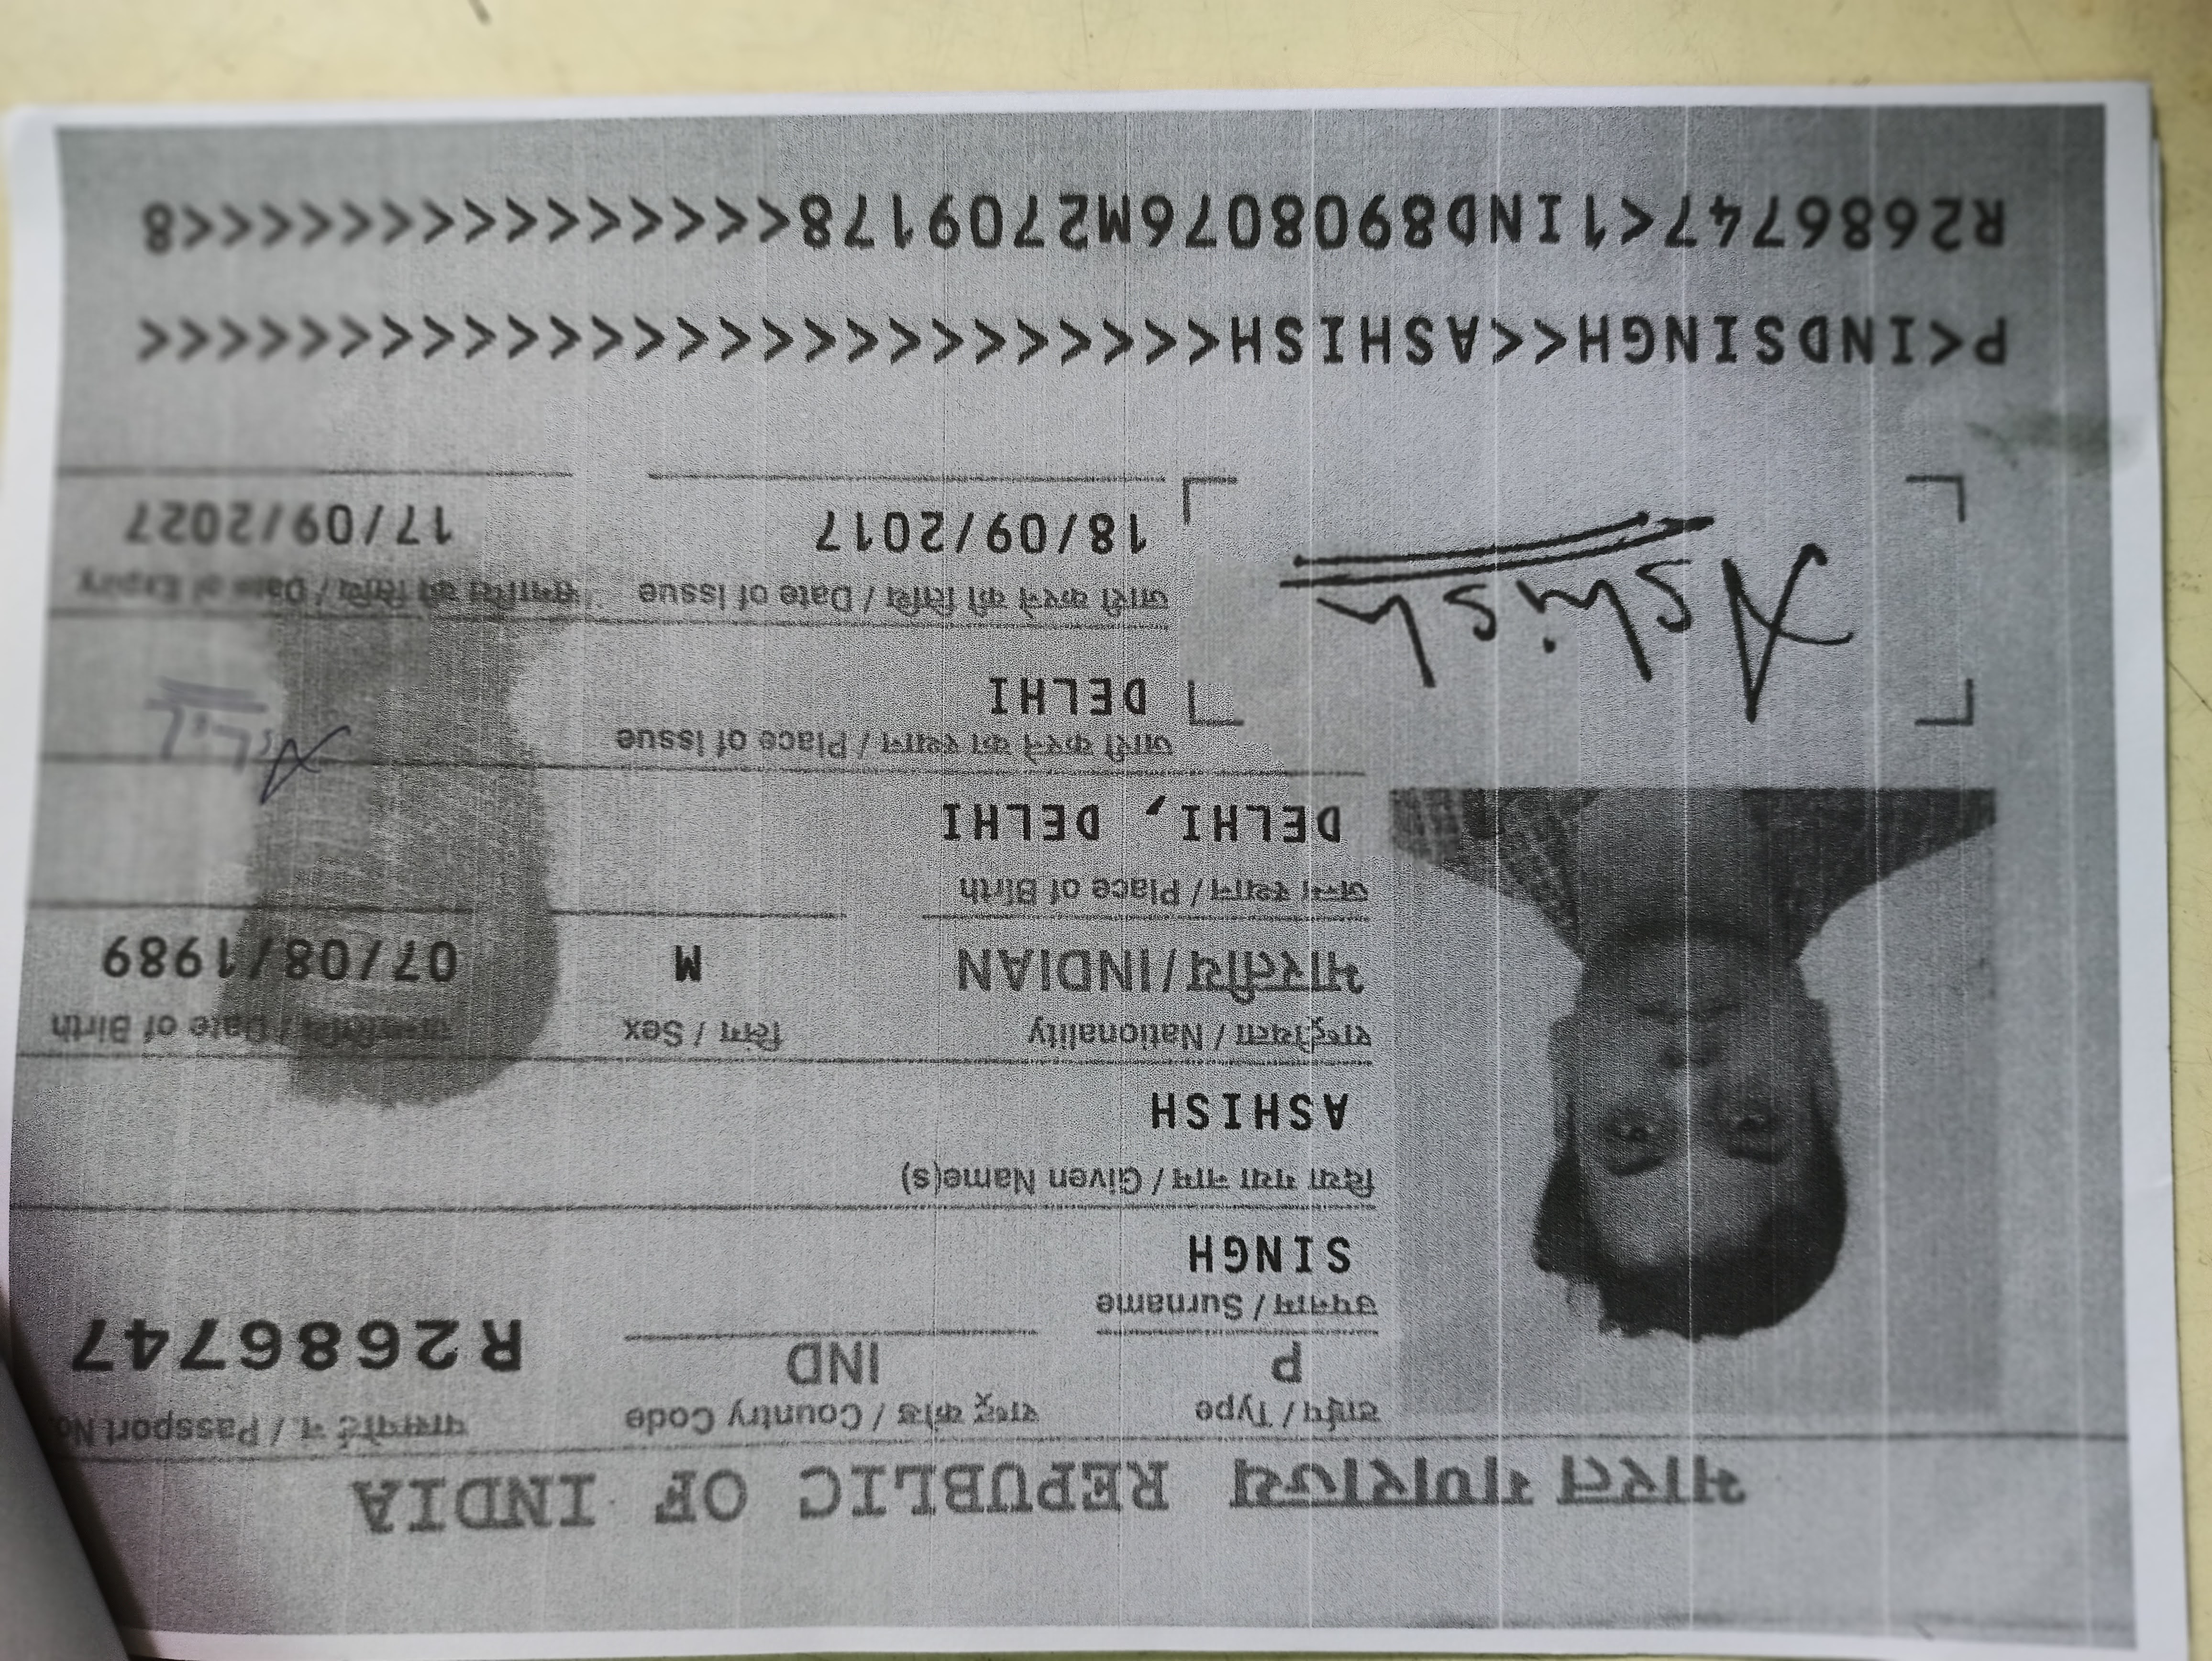 भारत गणराज्य REPUBLIC OF INDIA
टाईप / Type
राष्ट्र कोड / Country Code
पासपोर्ट न. / Passport No.
P
IND
R2686747
उपनाम / Surname
SINGH
दिया गया नाम / Given Name(s)
ASHISH
राष्ट्रीयता / Nationality
लिंग / Sex
जन्मतिथि / Date of Birth
भारतीय / INDIAN
M
07/08/1989
जन्म स्थान / Place of Birth
DELHI, DELHI
जारी करने का स्थान / Place of Issue
DELHI
Ashish
जारी करने की तिथि / Date of Issue
समाप्ति की तिथि / Date of Expiry
18/09/2017
17/09/2027
P<INDSINGH<<ASHISH<<<<<<<<<<<<<<<<<<<<<<<<<<
R2686747<1IND8908076M2709178<<<<<<<<<<<<<<<8